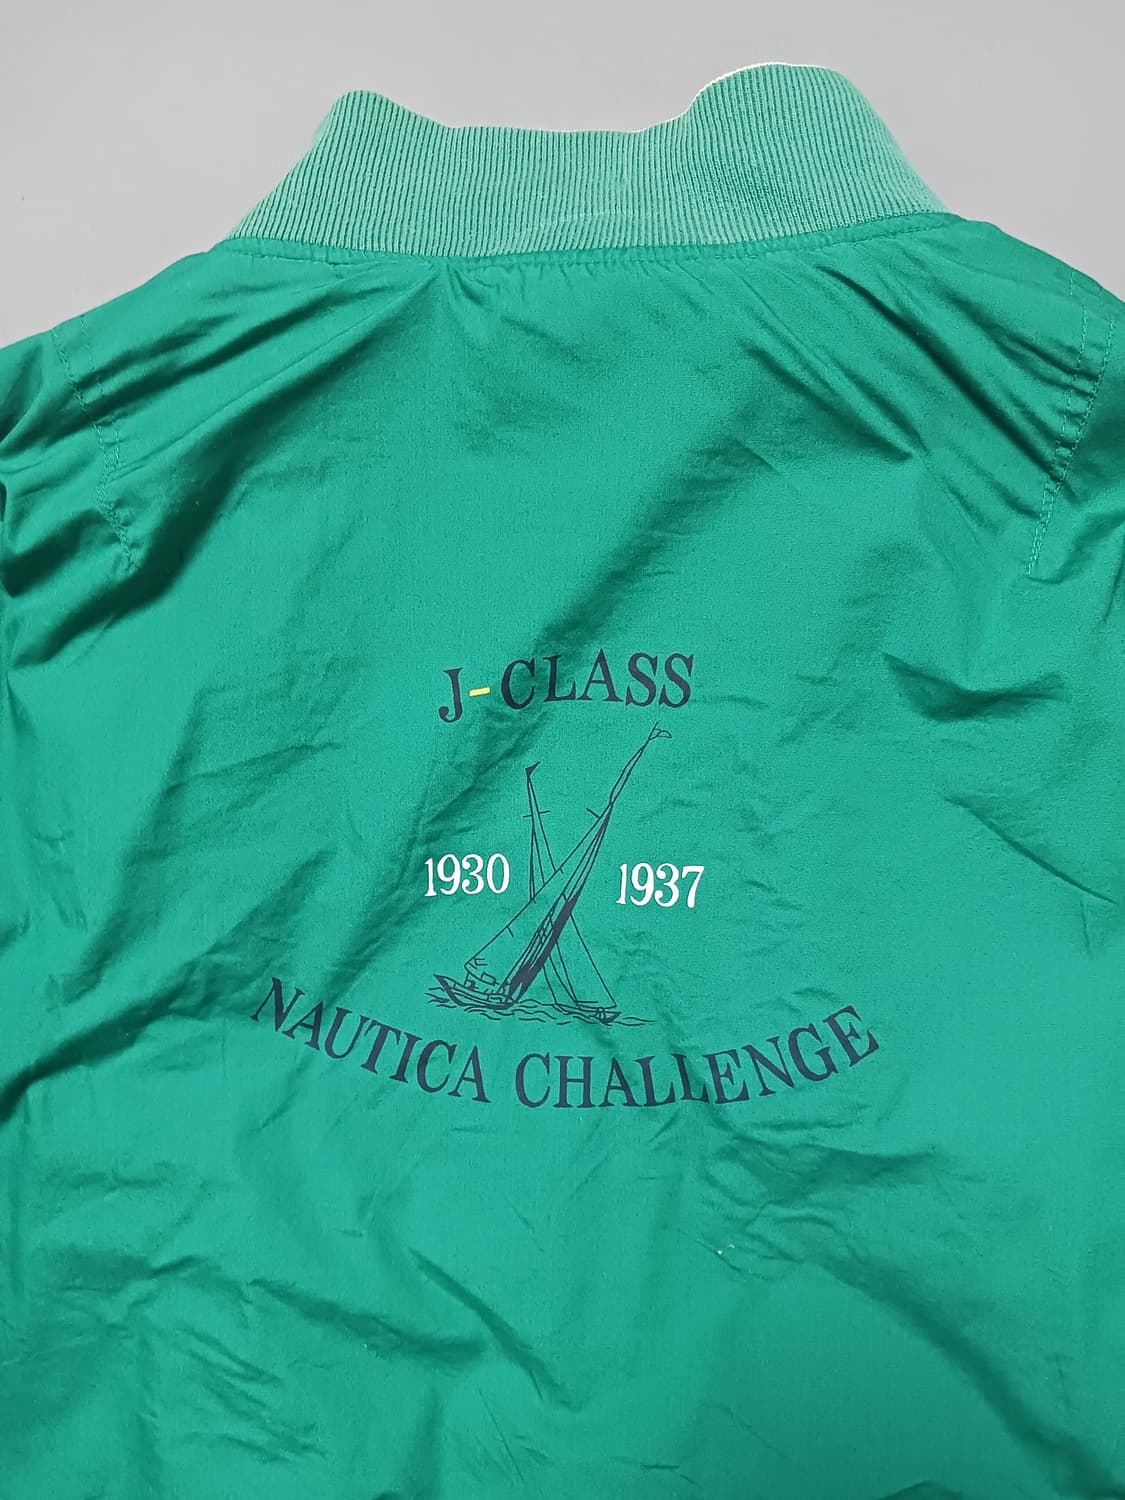 J-CLASS
1930 1937
NAUTICA CHALLENGE